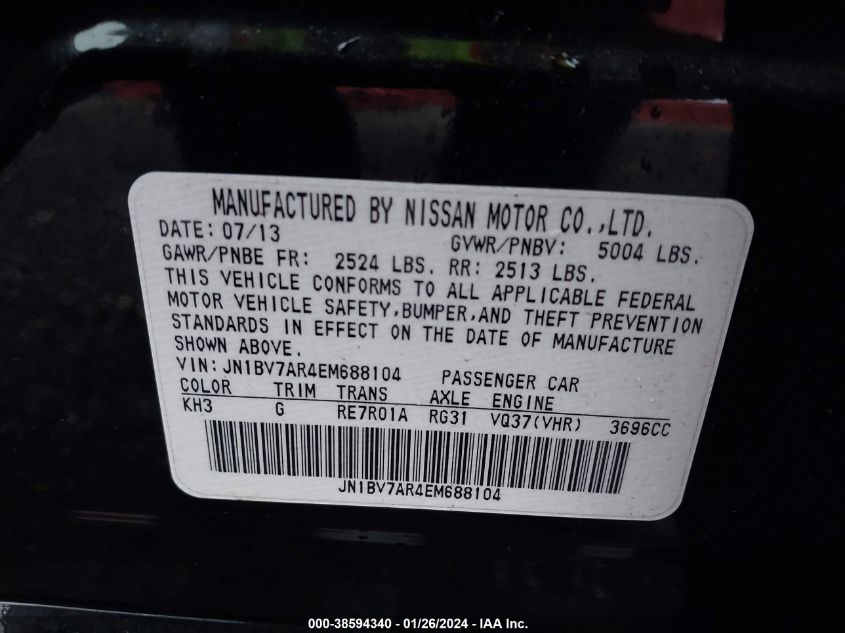 MANUFACTURED BY NISSAN MOTOR CO.,LTD.
DATE: 07/13 GVWR/PNBV: 5004 LBS.
GAWR/PNBE FR: 2524 LBS. RR: 2513 LBS.
THIS VEHICLE CONFORMS TO ALL APPLICABLE FEDERAL
MOTOR VEHICLE SAFETY,BUMPER,AND THEFT PREVENTION
STANDARDS IN EFFECT ON THE DATE OF MANUFACTURE
SHOWN ABOVE.
VIN: JN1BV7AR4EM688104 PASSENGER CAR
COLOR TRIM TRANS AXLE ENGINE
KH3 G RE7R01A RG31 VQ37(VHR) 3696CC
JN1BV7AR4EM688104
000-38594340 - 01/26/2024 - IAA Inc.